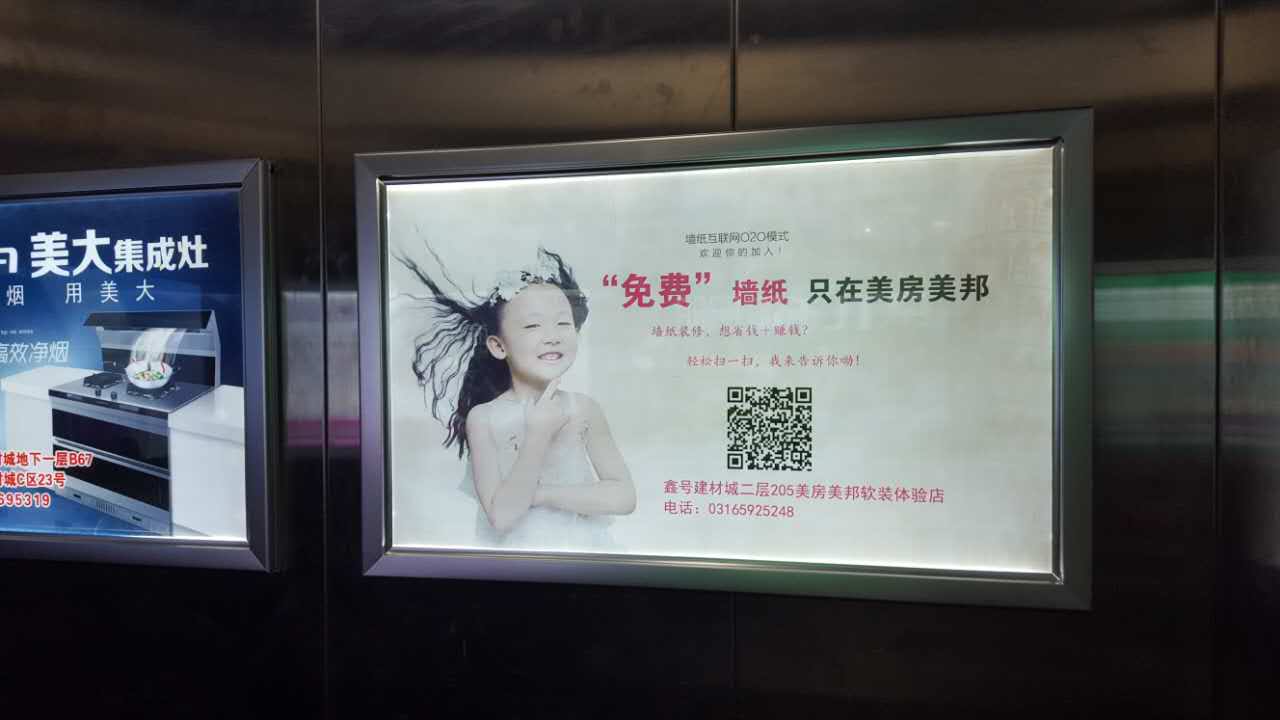 美大集成灶
烟 用美大
高效净烟
材城地下一层B67
材城C区23号
695319
墙纸互联网O2O模式
欢迎你的加入！
“免费”墙纸 只在美房美邦
墙纸装修，想省钱+赚钱？
轻松扫一扫，我来告诉你呦！
鑫号建材城二层205美房美邦软装体验店
电话：03165925248